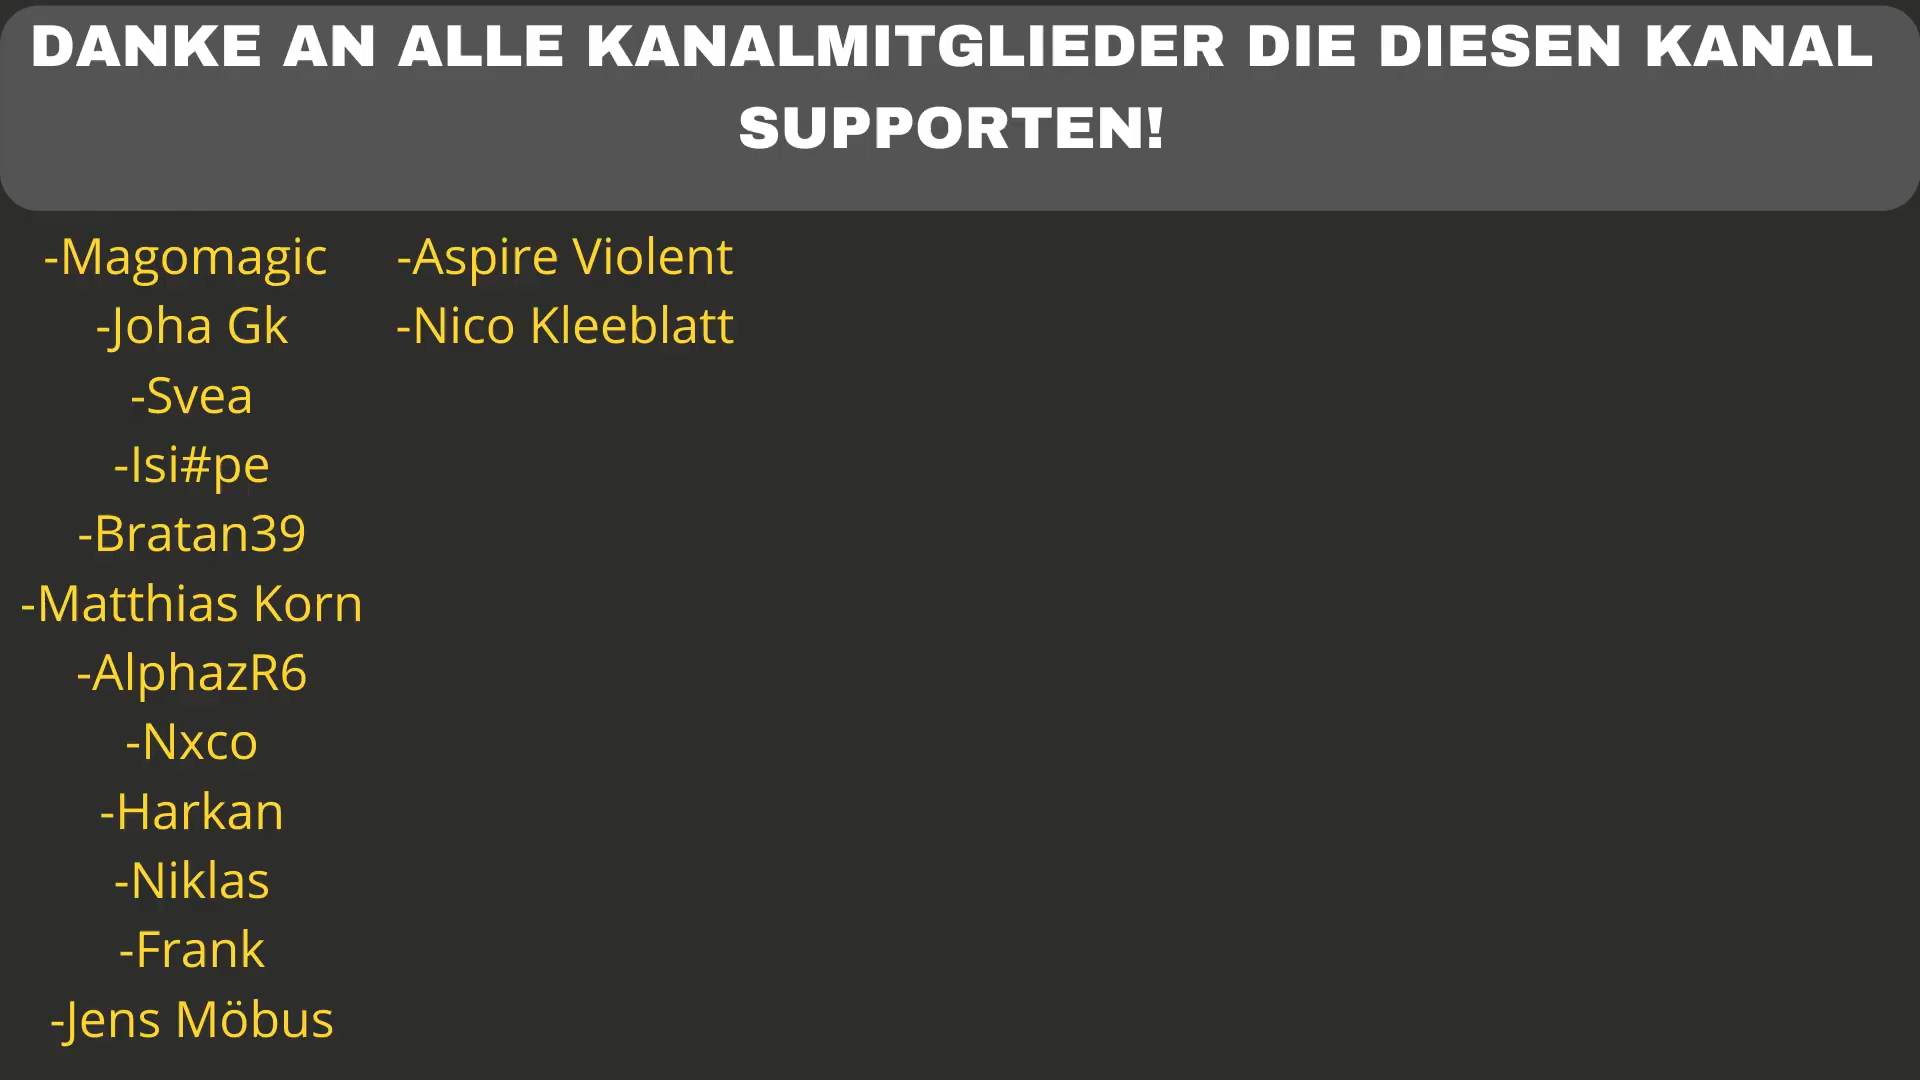 DANKE AN ALLE KANALMITGLIEDER DIE DIESEN KANAL
SUPPORTEN!
-Magomagic
-Joha Gk
-Svea
-Isi#pe
-Bratan39
-Matthias Korn
-AlphazR6
-Nxco
-Harkan
-Niklas
-Frank
-Jens Möbus
-Aspire Violent
-Nico Kleeblatt